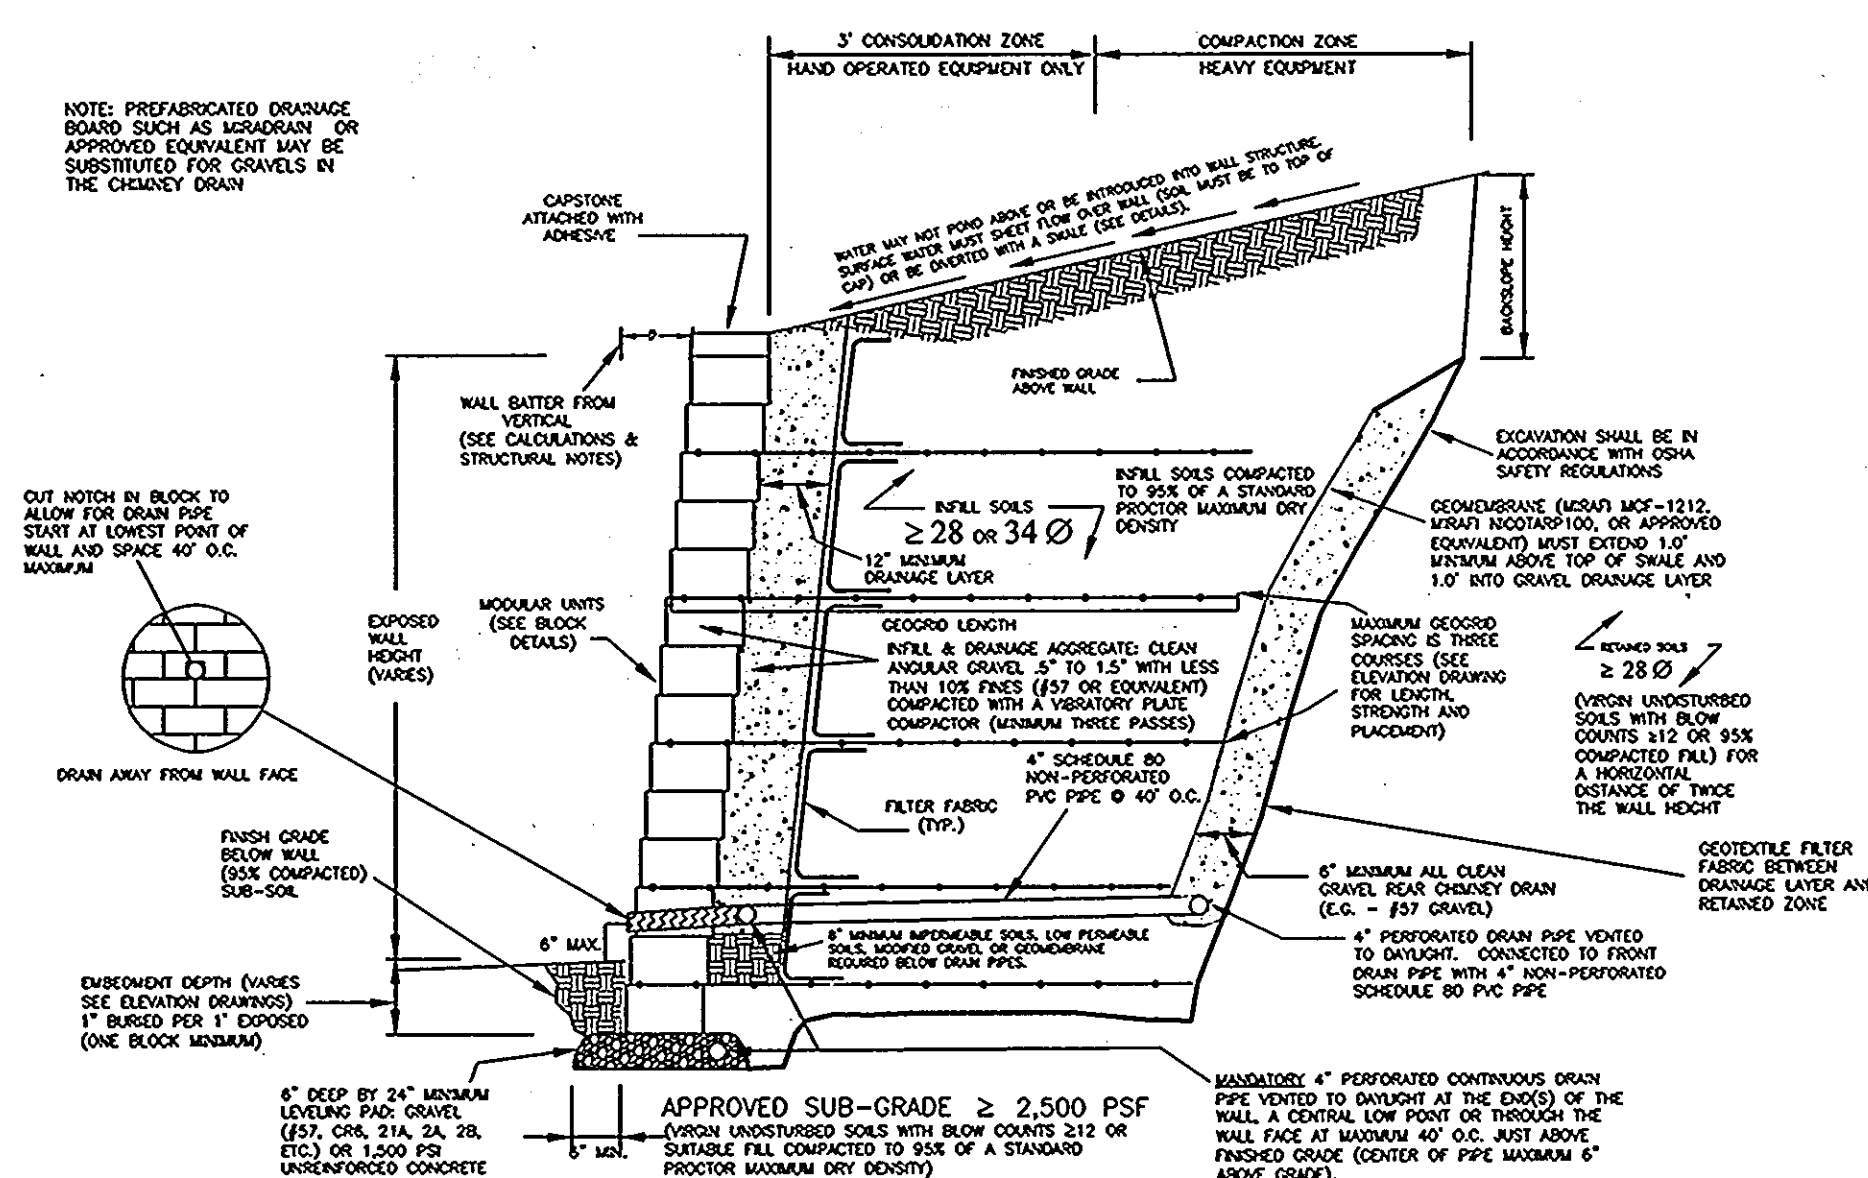 3' CONSOLIDATION ZONE
HAND OPERATED EQUIPMENT ONLY
COMPACTION ZONE
HEAVY EQUIPMENT
NOTE: PREFABRICATED DRAINAGE
BOARD SUCH AS MIRADRAIN OR
APPROVED EQUIVALENT MAY BE
SUBSTITUTED FOR GRAVELS IN
THE CHIMNEY DRAIN
CAPSTONE
ATTACHED WITH
ADHESIVE
WATER MAY NOT POND ABOVE OR BE INTRODUCED INTO WALL STRUCTURE.
SURFACE WATER MUST SHEET FLOW OVER WALL (SOIL MUST BE TO TOP OF
CAP) OR BE DIVERTED WITH A SWALE (SEE DETAILS).
BACKSLOPE HEIGHT
FINISHED GRADE
ABOVE WALL
WALL BATTER FROM
VERTICAL
(SEE CALCULATIONS &
STRUCTURAL NOTES)
EXCAVATION SHALL BE IN
ACCORDANCE WITH OSHA
SAFETY REGULATIONS
INFILL SOILS COMPACTED
TO 95% OF A STANDARD
PROCTOR MAXIMUM DRY
DENSITY
INFILL SOILS
≥ 28 OR 34 Ø
12" MINIMUM
DRAINAGE LAYER
CUT NOTCH IN BLOCK TO
ALLOW FOR DRAIN PIPE
START AT LOWEST POINT OF
WALL AND SPACE 40' O.C.
MAXIMUM
GEOMEMBRANE (MIRAFI MCF-1212,
MIRAFI NICOTARP100, OR APPROVED
EQUIVALENT) MUST EXTEND 1.0'
MINIMUM ABOVE TOP OF SWALE AND
1.0' INTO GRAVEL DRAINAGE LAYER
EXPOSED
WALL
HEIGHT
(VARIES)
MODULAR UNITS
(SEE BLOCK
DETAILS)
GEOGRID LENGTH
INFILL & DRAINAGE AGGREGATE: CLEAN
ANGULAR GRAVEL .5" TO 1.5" WITH LESS
THAN 10% FINES (#57 OR EQUIVALENT)
COMPACTED WITH A VIBRATORY PLATE
COMPACTOR (MINIMUM THREE PASSES)
MAXIMUM GEOGRID
SPACING IS THREE
COURSES (SEE
ELEVATION DRAWING
FOR LENGTH,
STRENGTH AND
PLACEMENT)
RETAINED SOILS
≥ 28 Ø
(VIRGIN UNDISTURBED
SOILS WITH BLOW
COUNTS ≥12 OR 95%
COMPACTED FILL) FOR
A HORIZONTAL
DISTANCE OF TWICE
THE WALL HEIGHT
DRAIN AWAY FROM WALL FACE
4" SCHEDULE 80
NON-PERFORATED
PVC PIPE @ 40' O.C.
FILTER FABRIC
(TYP.)
FINISH GRADE
BELOW WALL
(95% COMPACTED)
SUB-SOIL
6" MINIMUM ALL CLEAN
GRAVEL REAR CHIMNEY DRAIN
(E.G. - #57 GRAVEL)
GEOTEXTILE FILTER
FABRIC BETWEEN
DRAINAGE LAYER AND
RETAINED ZONE
6" MAX.
8" MINIMUM IMPERMEABLE SOILS, LOW PERMEABLE
SOILS, MODIFIED GRAVEL OR GEOMEMBRANE
REQUIRED BELOW DRAIN PIPES.
4" PERFORATED DRAIN PIPE VENTED
TO DAYLIGHT. CONNECTED TO FRONT
DRAIN PIPE WITH 4" NON-PERFORATED
SCHEDULE 80 PVC PIPE
EMBEDMENT DEPTH (VARIES
SEE ELEVATION DRAWINGS)
1" BURIED PER 1' EXPOSED
(ONE BLOCK MINIMUM)
6" DEEP BY 24" MINIMUM
LEVELING PAD: GRAVEL
(#57, CR6, 21A, 2A, 2B,
ETC.) OR 1,500 PSI
UNREINFORCED CONCRETE
6" MIN.
APPROVED SUB-GRADE ≥ 2,500 PSF
(VIRGIN UNDISTURBED SOILS WITH BLOW COUNTS ≥12 OR
SUITABLE FILL COMPACTED TO 95% OF A STANDARD
PROCTOR MAXIMUM DRY DENSITY)
MANDATORY 4" PERFORATED CONTINUOUS DRAIN
PIPE VENTED TO DAYLIGHT AT THE END(S) OF THE
WALL, A CENTRAL LOW POINT OR THROUGH THE
WALL FACE AT MAXIMUM 40' O.C. JUST ABOVE
FINISHED GRADE (CENTER OF PIPE MAXIMUM 6"
ABOVE GRADE).